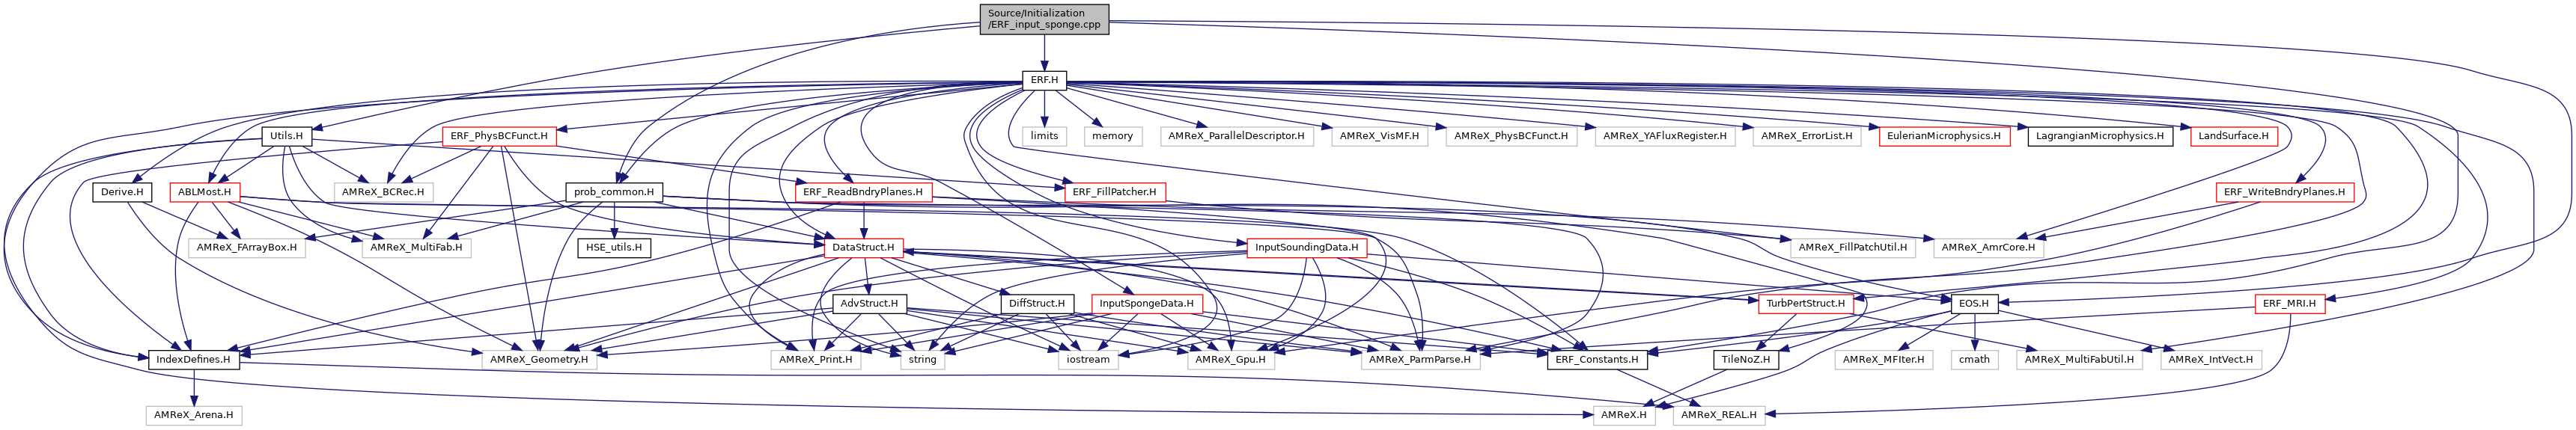 Source/Initialization
/ERF_input_sponge.cpp
ERF.H
Utils.H
ERF_PhysBCFunct.H
limits
memory
AMReX_ParallelDescriptor.H
AMReX_VisMF.H
AMReX_PhysBCFunct.H
AMReX_YAFluxRegister.H
AMReX_ErrorList.H
EulerianMicrophysics.H
LagrangianMicrophysics.H
LandSurface.H
Derive.H
ABLMost.H
AMReX_BCRec.H
prob_common.H
ERF_ReadBndryPlanes.H
ERF_FillPatcher.H
ERF_WriteBndryPlanes.H
AMReX_FArrayBox.H
AMReX_MultiFab.H
HSE_utils.H
DataStruct.H
InputSoundingData.H
AMReX_FillPatchUtil.H
AMReX_AmrCore.H
AdvStruct.H
DiffStruct.H
InputSpongeData.H
TurbPertStruct.H
EOS.H
ERF_MRI.H
IndexDefines.H
AMReX_Geometry.H
AMReX_Print.H
string
iostream
AMReX_Gpu.H
AMReX_ParmParse.H
ERF_Constants.H
TileNoZ.H
AMReX_MFIter.H
cmath
AMReX_MultiFabUtil.H
AMReX_IntVect.H
AMReX_Arena.H
AMReX.H
AMReX_REAL.H